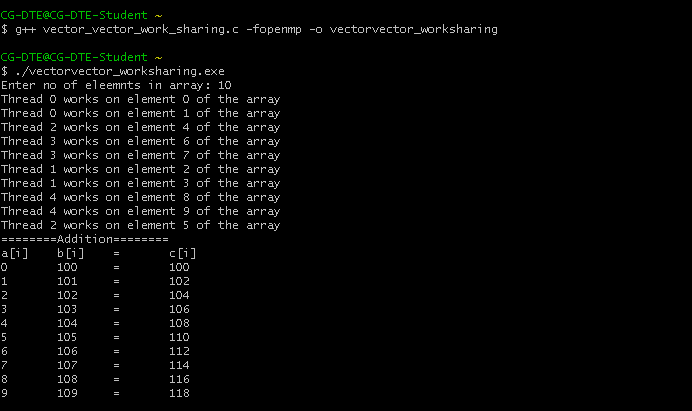 CG-DTE@CG-DTE-Student ~
$ g++ vector_vector_work_sharing.c -fopenmp -o vectorvector_worksharing
CG-DTE@CG-DTE-Student ~
$ ./vectorvector_worksharing.exe
Enter no of eleemnts in array: 10
Thread 0 works on element 0 of the array
Thread 0 works on element 1 of the array
Thread 2 works on element 4 of the array
Thread 3 works on element 6 of the array
Thread 3 works on element 7 of the array
Thread 1 works on element 2 of the array
Thread 1 works on element 3 of the array
Thread 4 works on element 8 of the array
Thread 4 works on element 9 of the array
Thread 2 works on element 5 of the array
========Addition========
a[i]    b[i]    =       c[i]
0       100     =       100
1       101     =       102
2       102     =       104
3       103     =       106
4       104     =       108
5       105     =       110
6       106     =       112
7       107     =       114
8       108     =       116
9       109     =       118